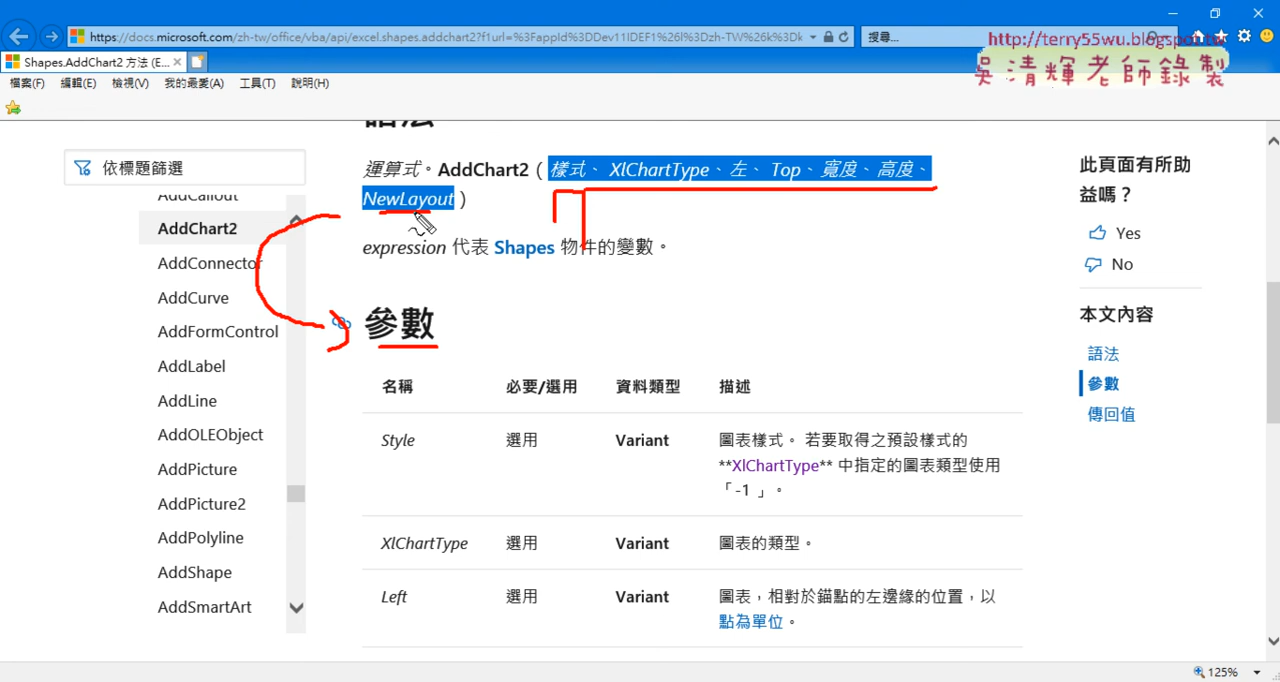 https://docs.microsoft.com/zh-tw/office/vba/api/excel.shapes.addchart2?f1url=%3FappId%3DDev11IDEF1%26l%3Dzh-TW%26k%3Dk
搜尋...
http://terry55wu.blogspot.tw
Shapes.AddChart2 方法 (E...
吳清輝老師錄製
檔案(F) 編輯(E) 檢視(V) 我的最愛(A) 工具(T) 說明(H)
語法
依標題篩選
AddCallout
AddChart2
AddConnector
AddCurve
AddFormControl
AddLabel
AddLine
AddOLEObject
AddPicture
AddPicture2
AddPolyline
AddShape
AddSmartArt
運算式。AddChart2（樣式、 XlChartType、左、 Top、寬度、高度、
NewLayout）
expression 代表 Shapes 物件的變數。
參數
名稱 必要/選用 資料類型 描述
Style 選用 Variant 圖表樣式。 若要取得之預設樣式的
**XlChartType** 中指定的圖表類型使用
「-1 」。
XlChartType 選用 Variant 圖表的類型。
Left 選用 Variant 圖表，相對於錨點的左邊緣的位置，以
點為單位。
此頁面有所助
益嗎？
Yes
No
本文內容
語法
參數
傳回值
125%